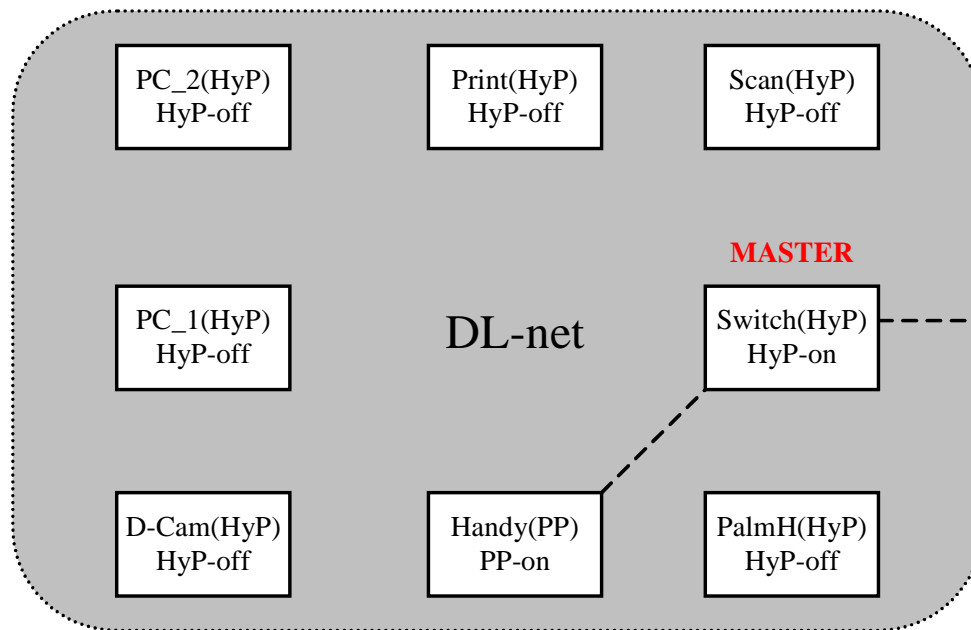 PC_2(HyP)
HyP-off
Print(HyP)
HyP-off
Scan(HyP)
HyP-off
MASTER
PC_1(HyP)
HyP-off
DL-net
Switch(HyP)
HyP-on
D-Cam(HyP)
HyP-off
Handy(PP)
PP-on
PalmH(HyP)
HyP-off